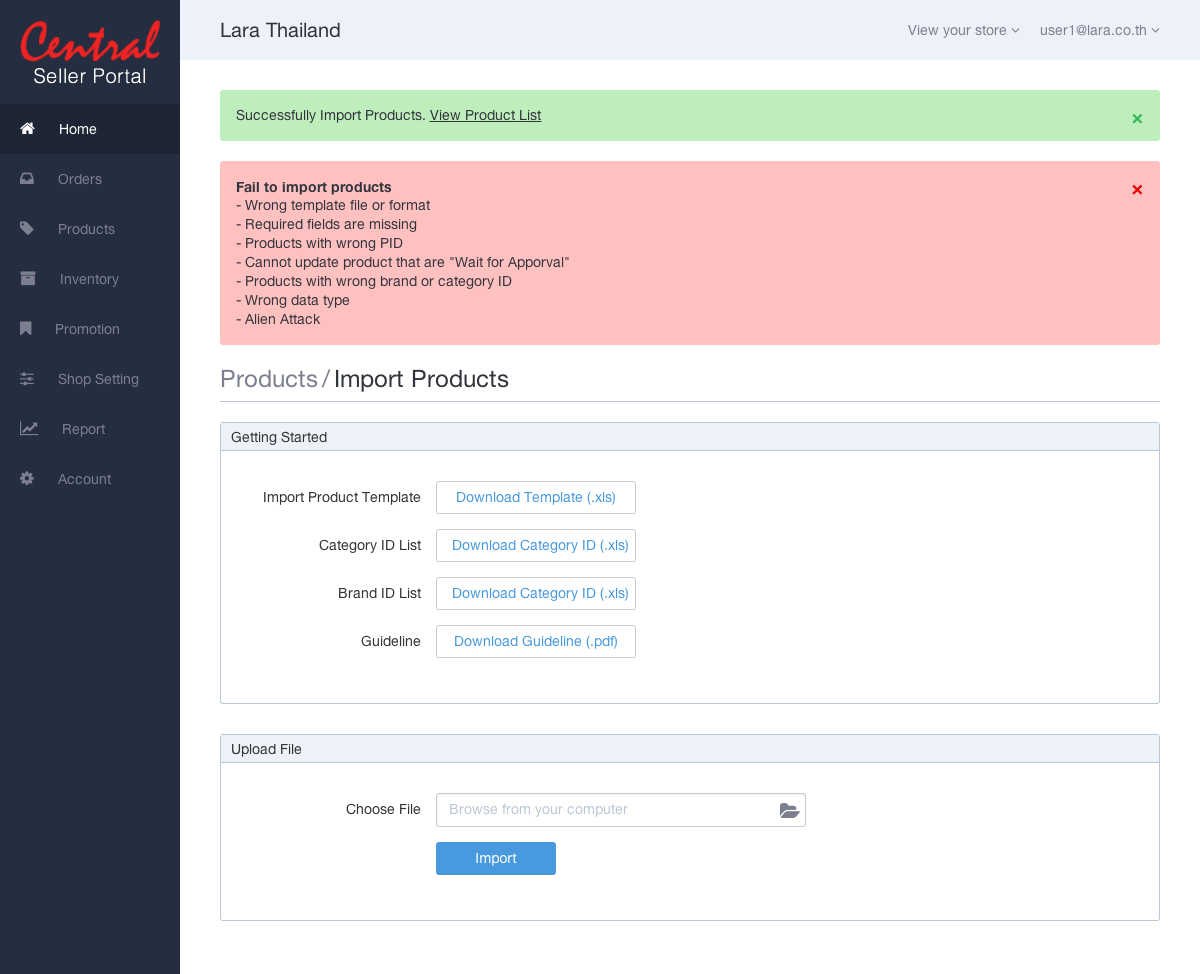 Central
Seller Portal
Home
Orders
Products
Inventory
Promotion
Shop Setting
Report
Account
Lara Thailand
View your store
user1@lara.co.th
Successfully Import Products. View Product List
Fail to import products
- Wrong template file or format
- Required fields are missing
- Products with wrong PID
- Cannot update product that are "Wait for Apporval"
- Products with wrong brand or category ID
- Wrong data type
- Alien Attack
Products / Import Products
Getting Started
Import Product Template Download Template (.xls)
Category ID List Download Category ID (.xls)
Brand ID List Download Category ID (.xls)
Guideline Download Guideline (.pdf)
Upload File
Choose File Browse from your computer
Import